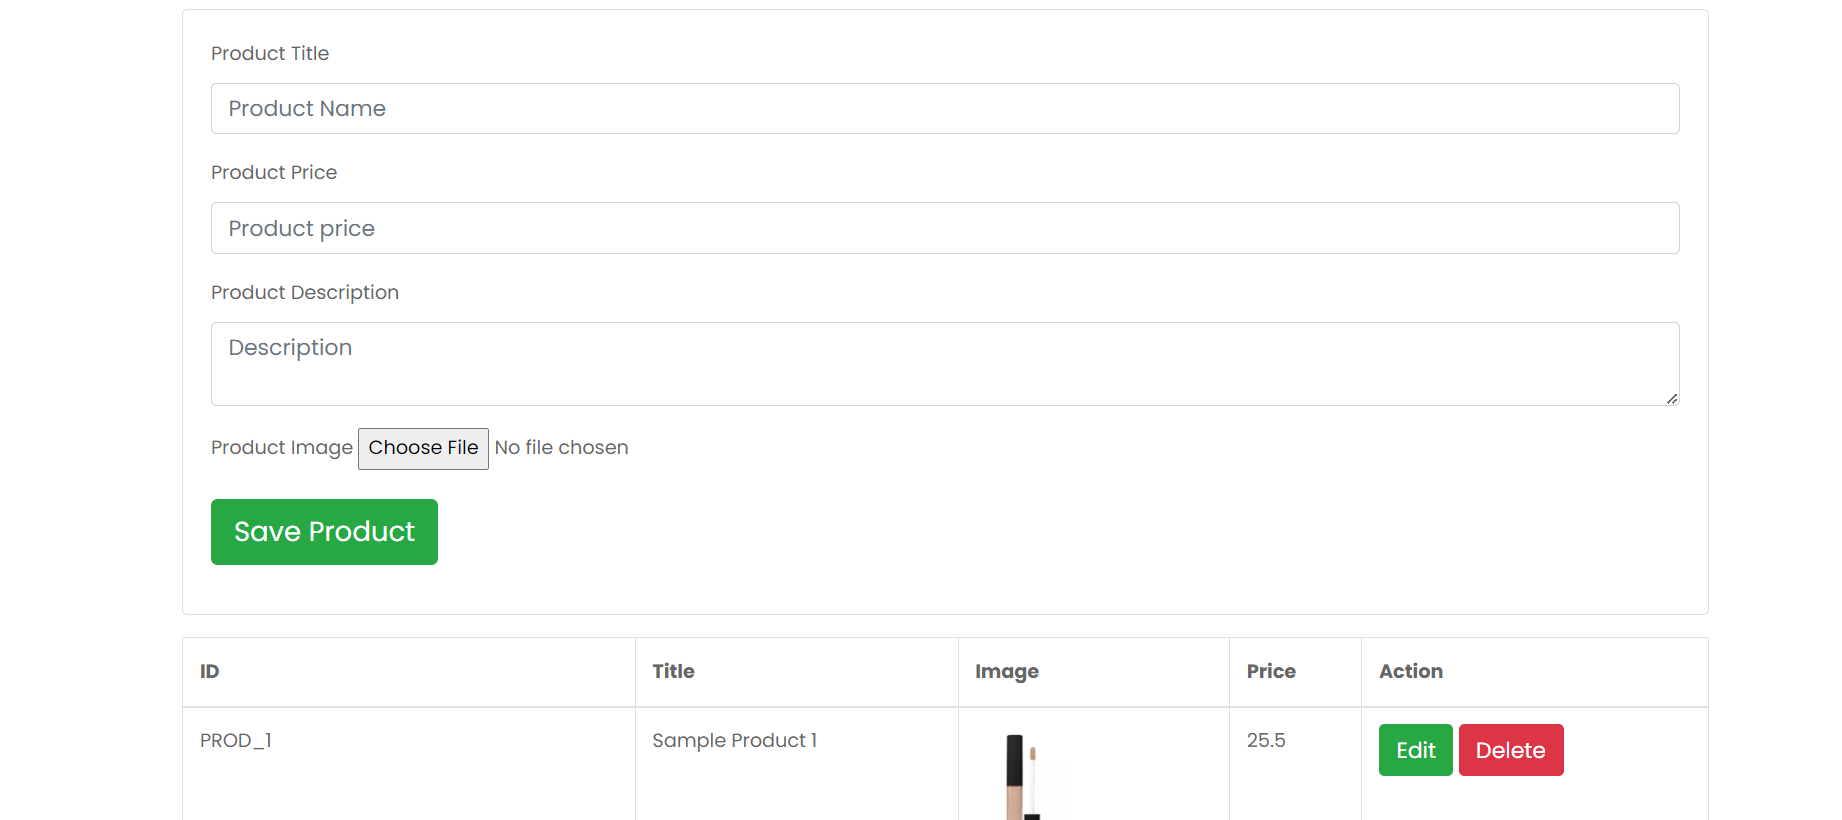 Product Title
Product Name
Product Price
Product price
Product Description
Description
Product Image Choose File No file chosen
Save Product
ID Title Image Price Action
PROD_1 Sample Product 1 25.5 Edit Delete